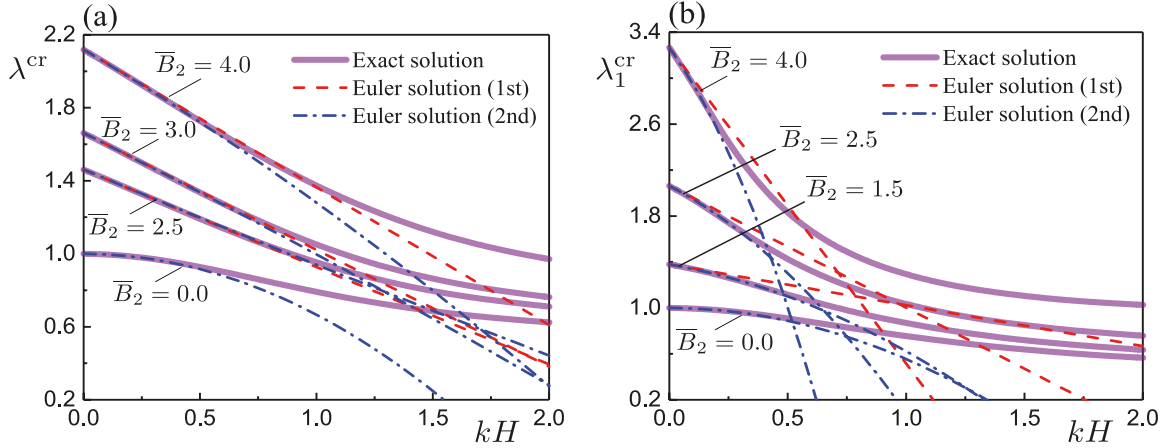 (a)
2.2
1.8
1.4
1.0
0.6
0.2
λ^cr
B̅₂ = 4.0
B̅₂ = 3.0
B̅₂ = 2.5
B̅₂ = 0.0
Exact solution
Euler solution (1st)
Euler solution (2nd)
0.0 0.5 1.0 1.5 2.0
kH
(b)
3.4
2.6
1.8
1.0
0.2
λ₁^cr
B̅₂ = 4.0
B̅₂ = 2.5
B̅₂ = 1.5
B̅₂ = 0.0
Exact solution
Euler solution (1st)
Euler solution (2nd)
0.0 0.5 1.0 1.5 2.0
kH